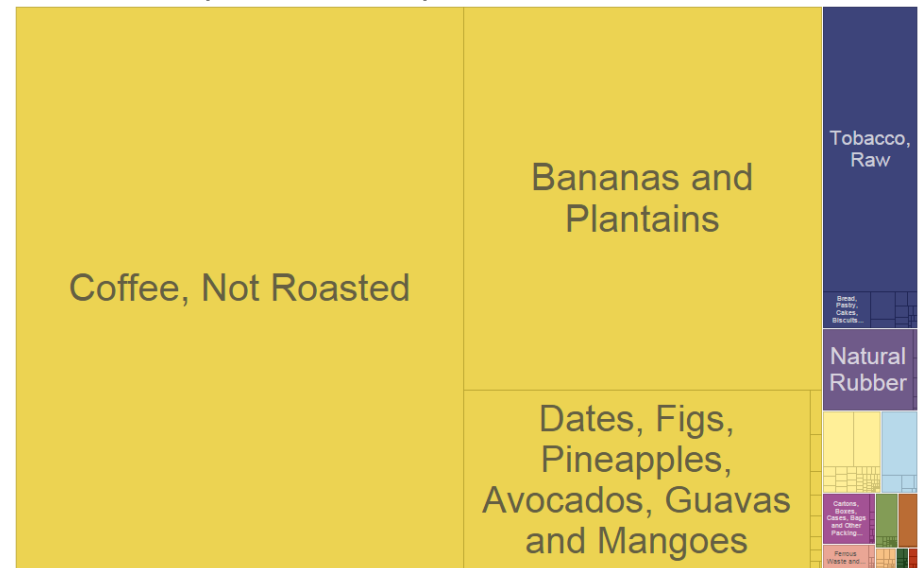 Coffee, Not Roasted
Bananas and
Plantains
Dates, Figs,
Pineapples,
Avocados, Guavas
and Mangoes
Tobacco,
Raw
Bread,
Pastry,
Cakes,
Biscuits...
Natural
Rubber
Cartons,
Boxes,
Cases, Bags
and Other
Packing...
Ferrous
Waste and...